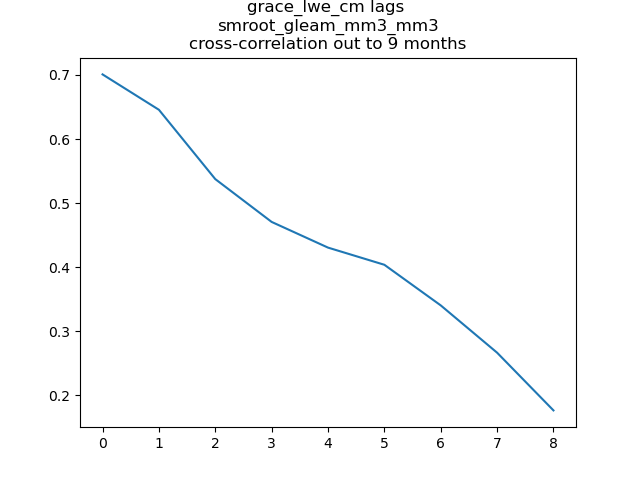 grace_lwe_cm lags
smroot_gleam_mm3_mm3
cross-correlation out to 9 months
0.7
0.6
0.5
0.4
0.3
0.2
0 1 2 3 4 5 6 7 8